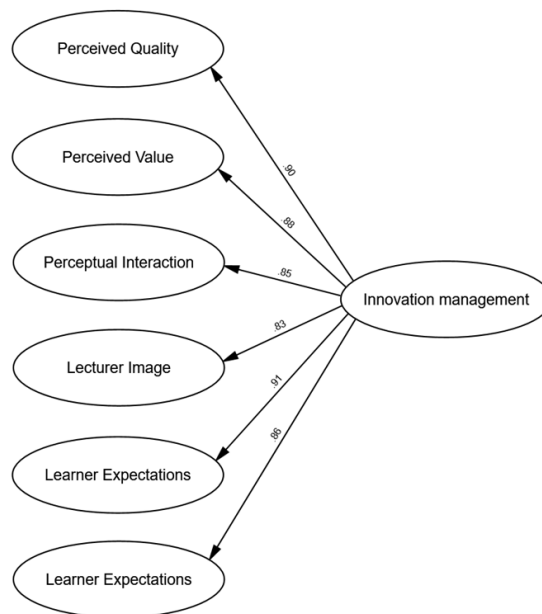 Perceived Quality
.90
Perceived Value
.88
Perceptual Interaction
.85
Innovation management
Lecturer Image
.83
Learner Expectations
.91
Learner Expectations
.86